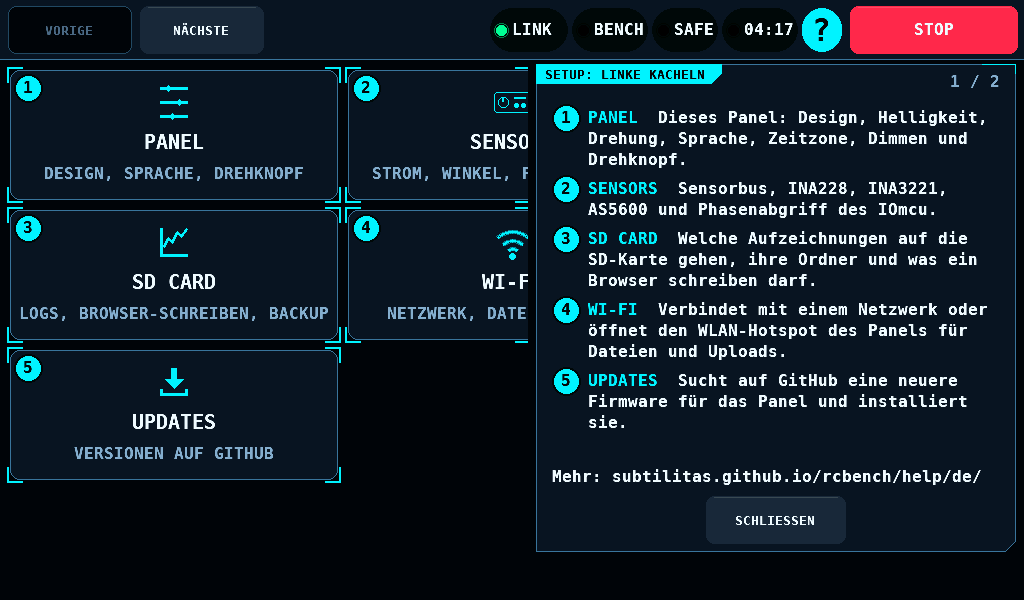 VORIGE
NÄCHSTE
LINK
BENCH
SAFE
04:17
?
STOP
1
PANEL
DESIGN, SPRACHE, DREHKNOPF
2
SENSO
STROM, WINKEL,
3
SD CARD
LOGS, BROWSER-SCHREIBEN, BACKUP
4
WI-F
NETZWERK, DATE
5
UPDATES
VERSIONEN AUF GITHUB
SETUP: LINKE KACHELN
1 / 2
1 PANEL Dieses Panel: Design, Helligkeit,
Drehung, Sprache, Zeitzone, Dimmen und
Drehknopf.
2 SENSORS Sensorbus, INA228, INA3221,
AS5600 und Phasenabgriff des IOmcu.
3 SD CARD Welche Aufzeichnungen auf die
SD-Karte gehen, ihre Ordner und was ein
Browser schreiben darf.
4 WI-FI Verbindet mit einem Netzwerk oder
öffnet den WLAN-Hotspot des Panels für
Dateien und Uploads.
5 UPDATES Sucht auf GitHub eine neuere
Firmware für das Panel und installiert
sie.
Mehr: subtilitas.github.io/rcbench/help/de/
SCHLIESSEN